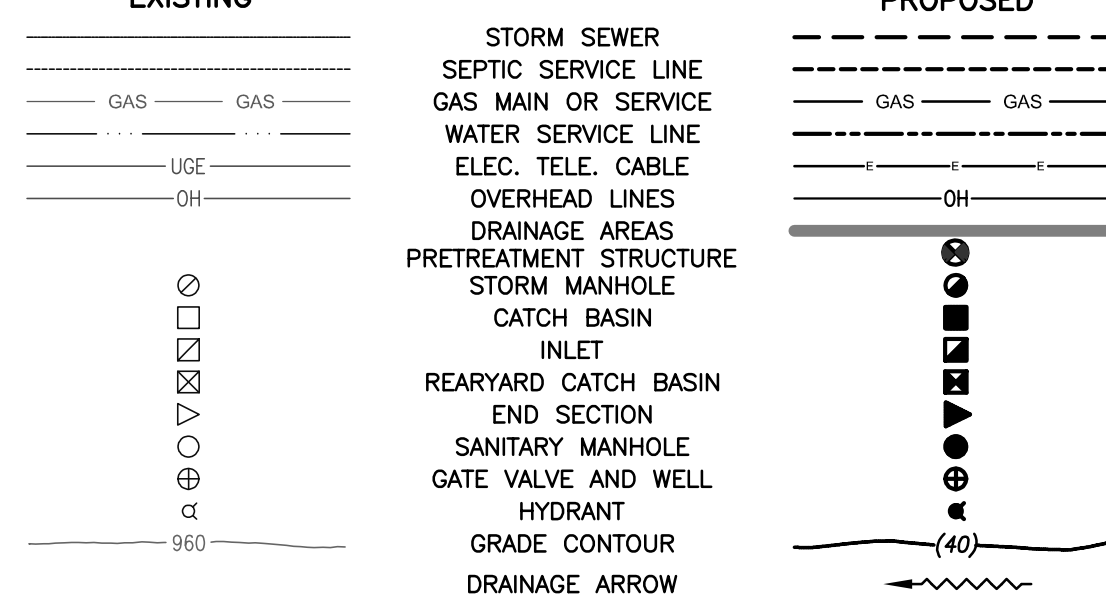 EXISTING PROPOSED
STORM SEWER
SEPTIC SERVICE LINE
GAS GAS GAS MAIN OR SERVICE GAS GAS
WATER SERVICE LINE
UGE ELEC. TELE. CABLE E E E
OH OVERHEAD LINES OH
DRAINAGE AREAS
PRETREATMENT STRUCTURE
STORM MANHOLE
CATCH BASIN
INLET
REARYARD CATCH BASIN
END SECTION
SANITARY MANHOLE
GATE VALVE AND WELL
HYDRANT
960 GRADE CONTOUR (40)
DRAINAGE ARROW